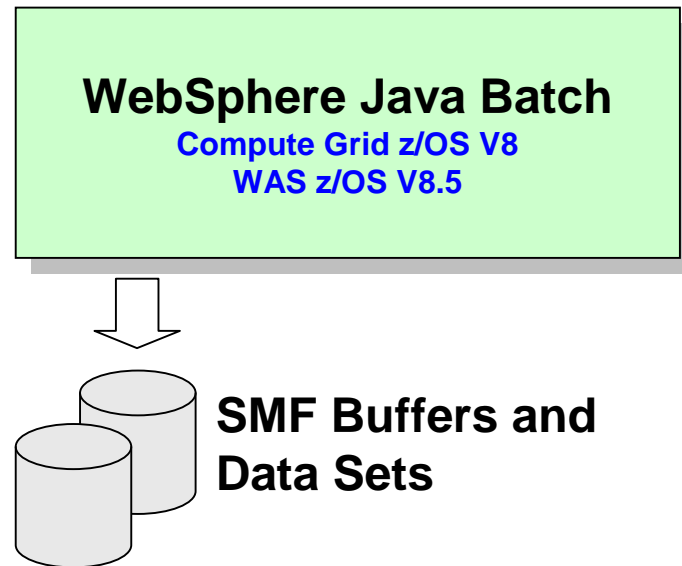 WebSphere Java Batch
Compute Grid z/OS V8
WAS z/OS V8.5
SMF Buffers and
Data Sets